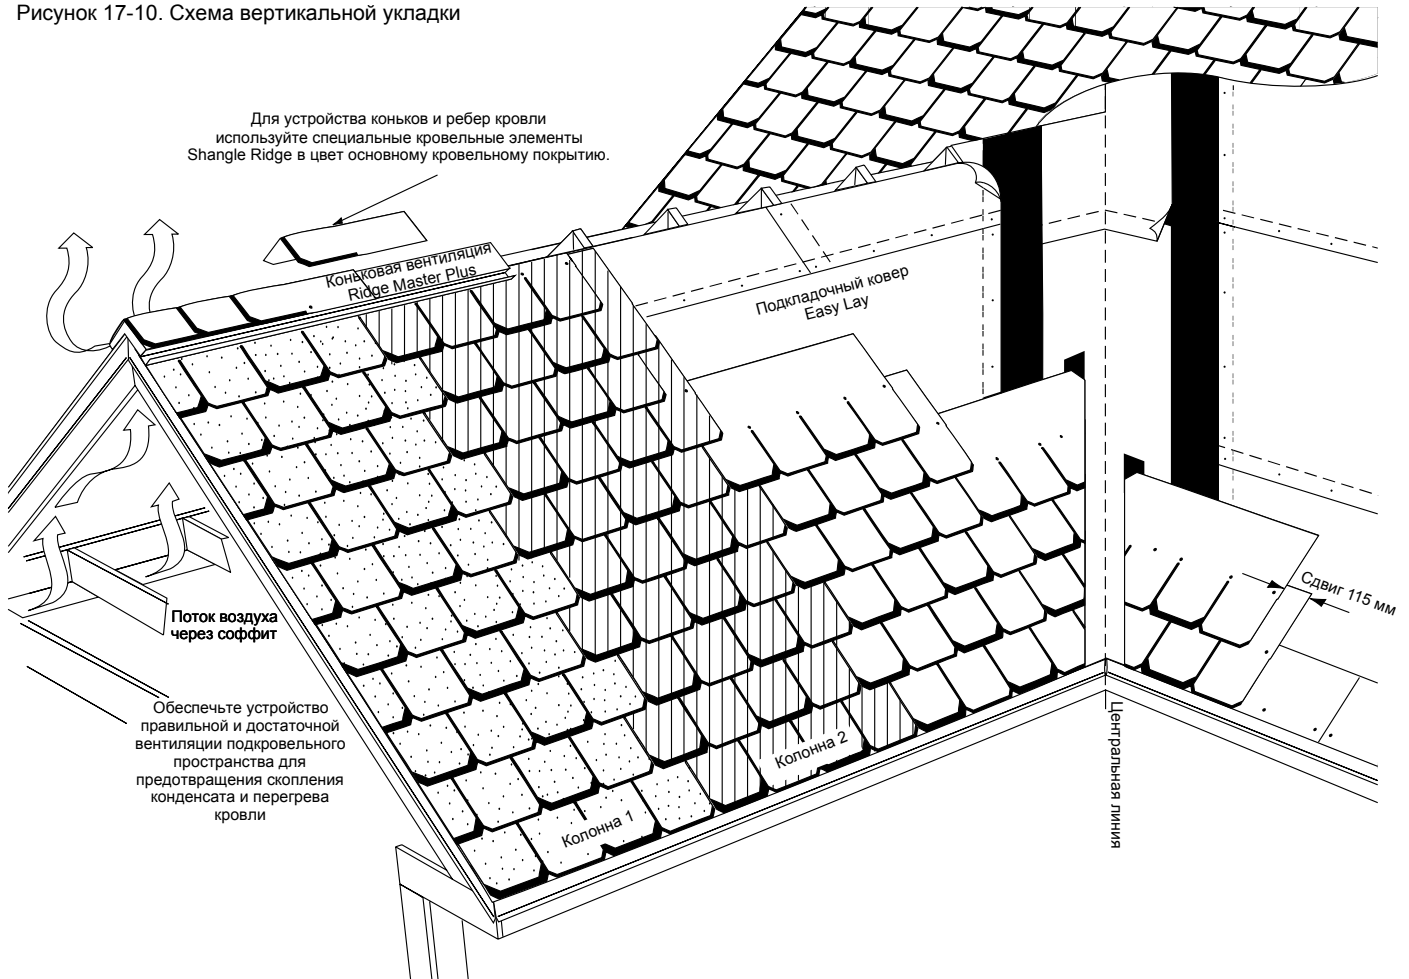 Рисунок 17-10. Схема вертикальной укладки
Для устройства коньков и ребер кровли
используйте специальные кровельные элементы
Shangle Ridge в цвет основному кровельному покрытию.
Коньковая вентиляция
Ridge Master Plus
Подкладочный ковер
Easy Lay
Сдвиг 115 мм
Поток воздуха
через соффит
Обеспечьте устройство
правильной и достаточной
вентиляции подкровельного
пространства для
предотвращения скопления
конденсата и перегрева
кровли
Колонна 1
Колонна 2
Центральная линия